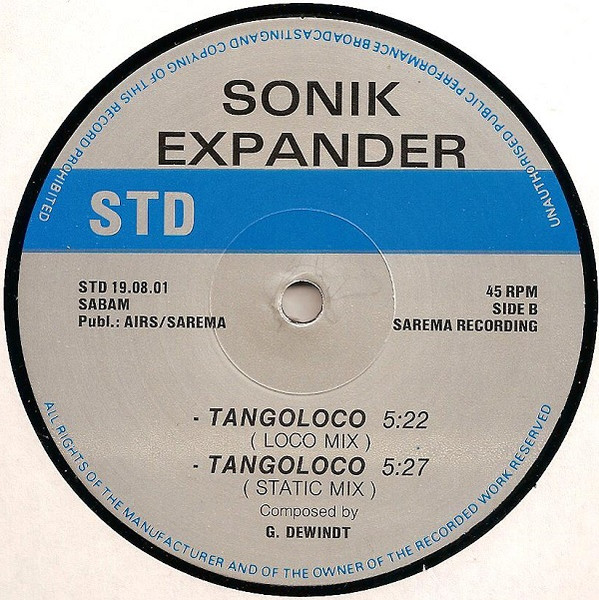 UNAUTHORISED PUBLIC PERFORMANCE BROADCASTING AND COPYING OF THIS RECORD PROHIBITED
SONIK
EXPANDER
STD
STD 19.08.01
SABAM
Publ.: AIRS/SAREMA
45 RPM
SIDE B
SAREMA RECORDING
- TANGOLOCO 5:22
( LOCO MIX )
- TANGOLOCO 5:27
( STATIC MIX )
Composed by
G. DEWINDT
ALL RIGHTS OF THE MANUFACTURER AND OF THE OWNER OF THE RECORDED WORK RESERVED